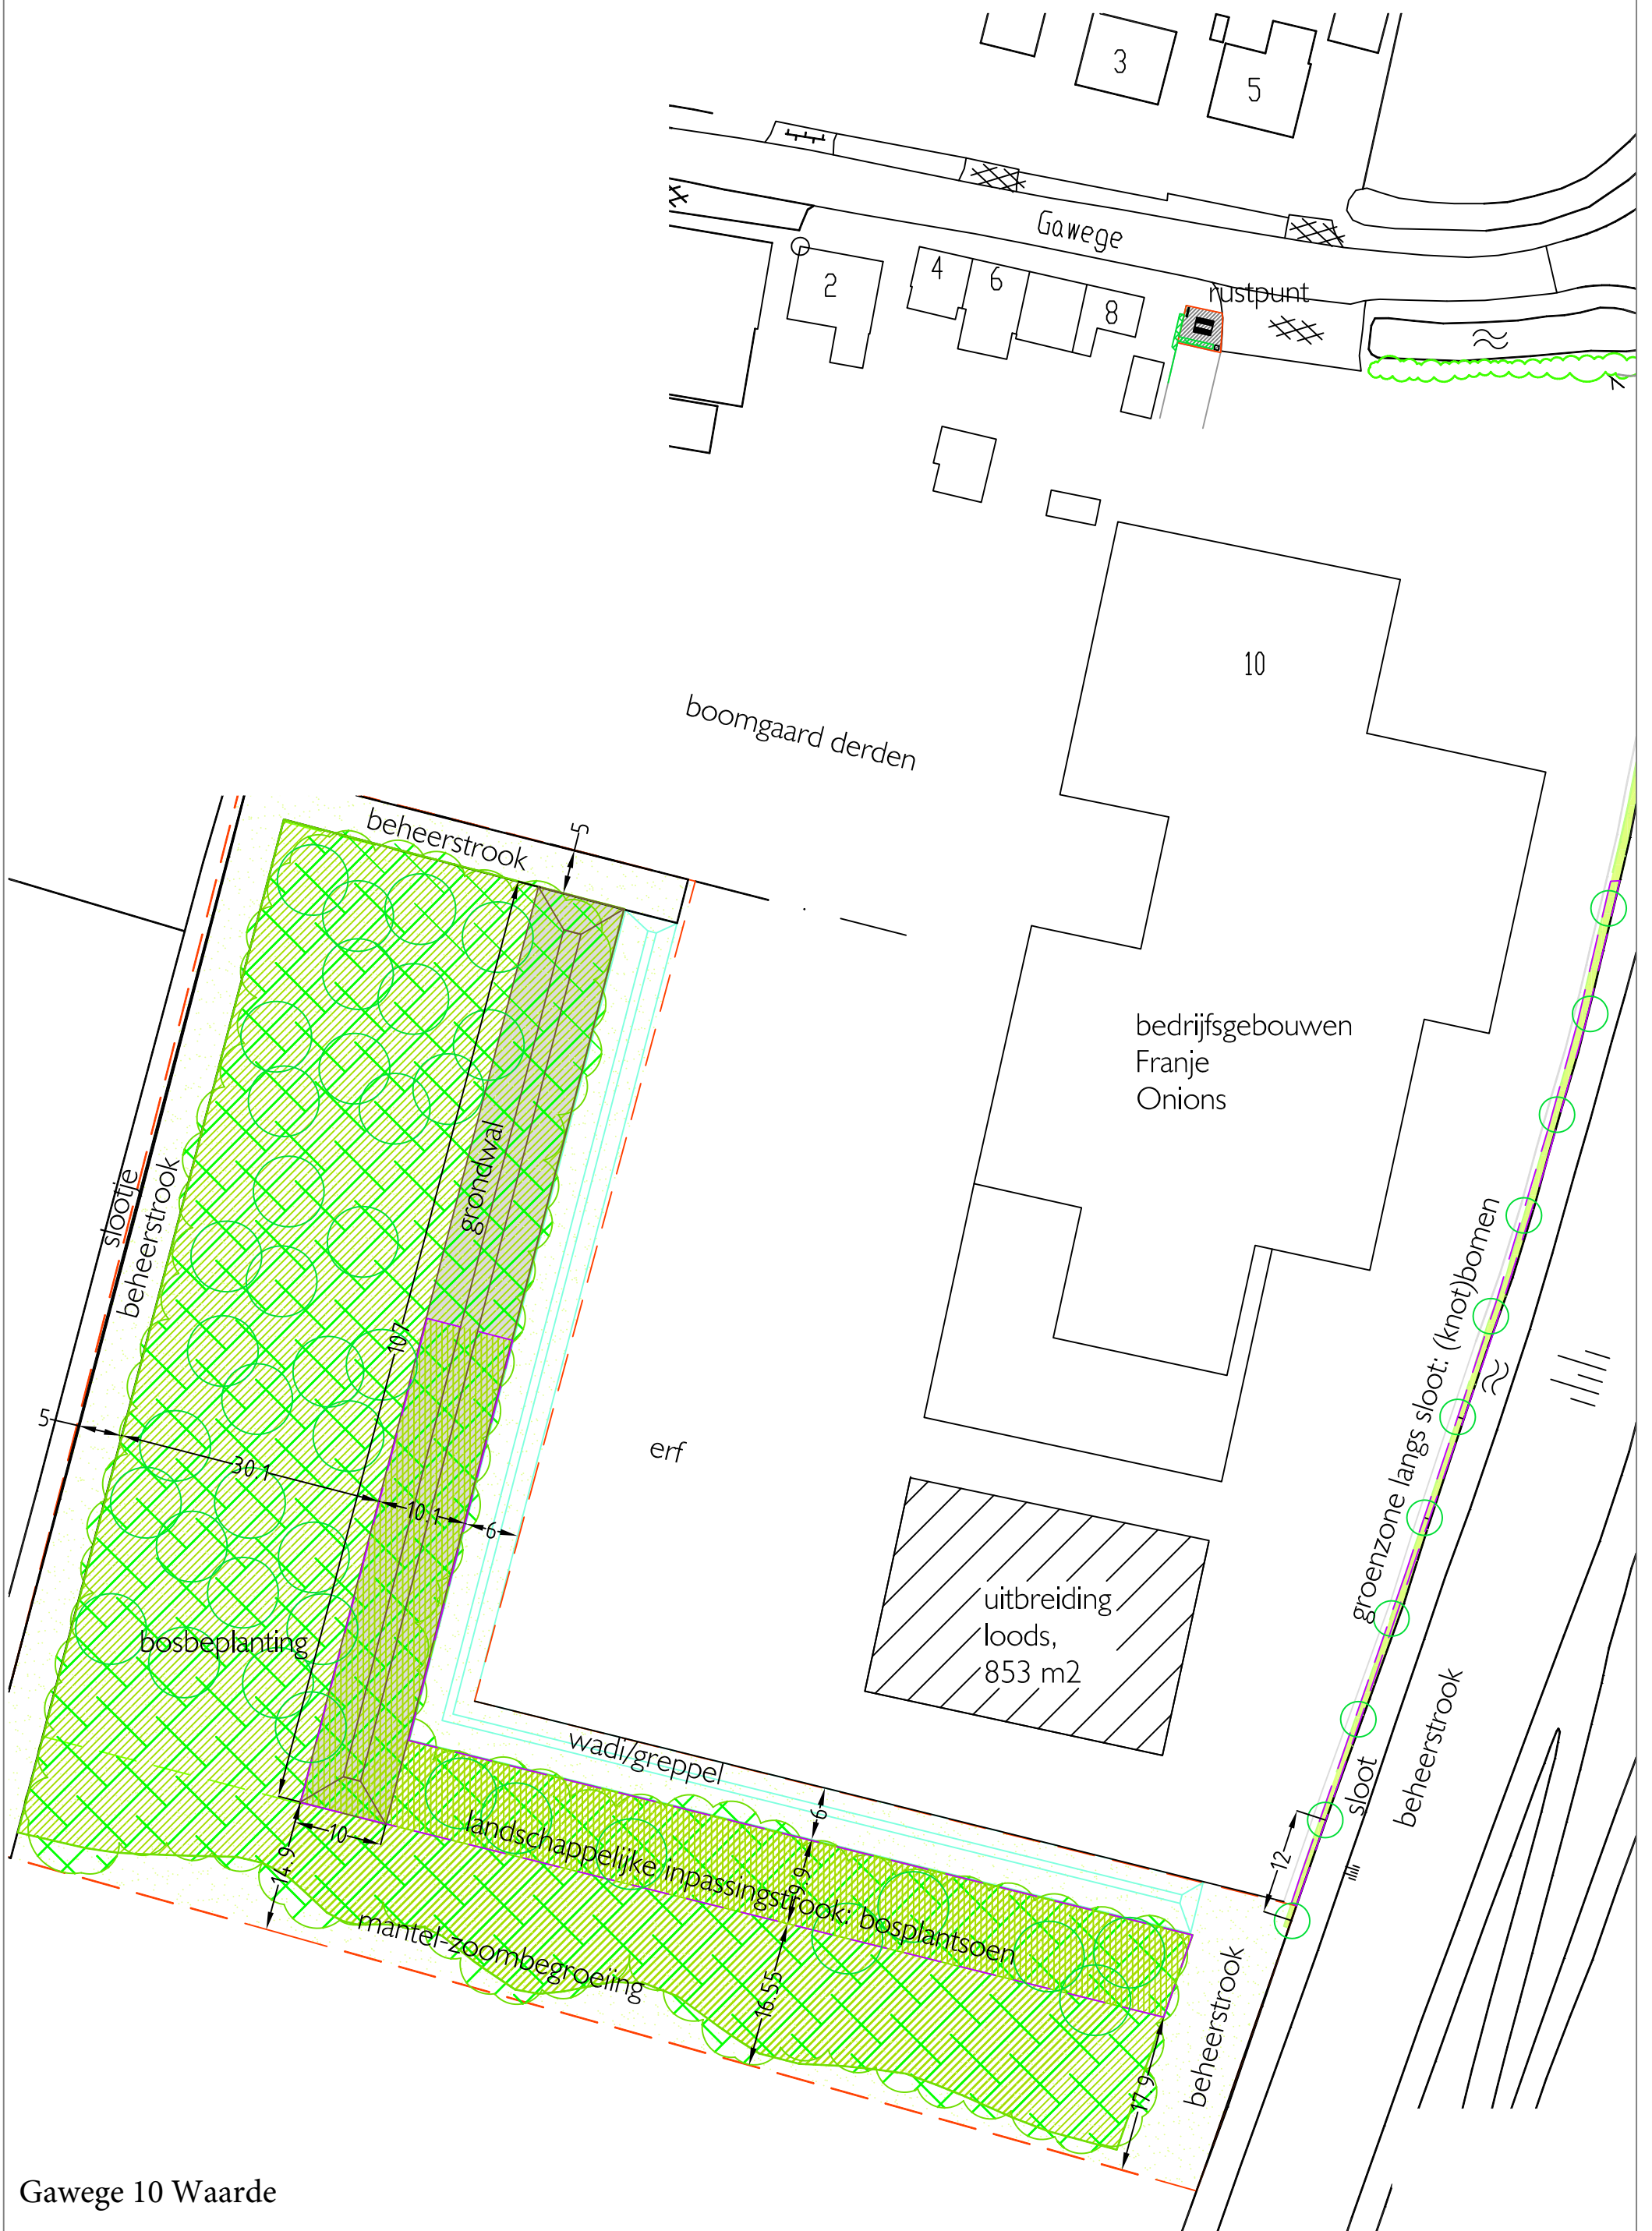 3
5
Gawege
2
4
6
8
rustpunt
10
boomgaard derden
beheerstrook
5
bedrijfsgebouwen
Franje
Onions
slootje
beheerstrook
grondwal
107
5
30.1
10.1
6
erf
groenzone langs sloot: (knot)bomen
uitbreiding
loods,
853 m2
bosbeplanting
wadi/greppel
6
sloot
beheerstrook
12
10
14.9
9.9
landschappelijke inpassingstrook: bosplantsoen
mantel-zoombegroeiing
16.55
17.9
beheerstrook
Gawege 10 Waarde